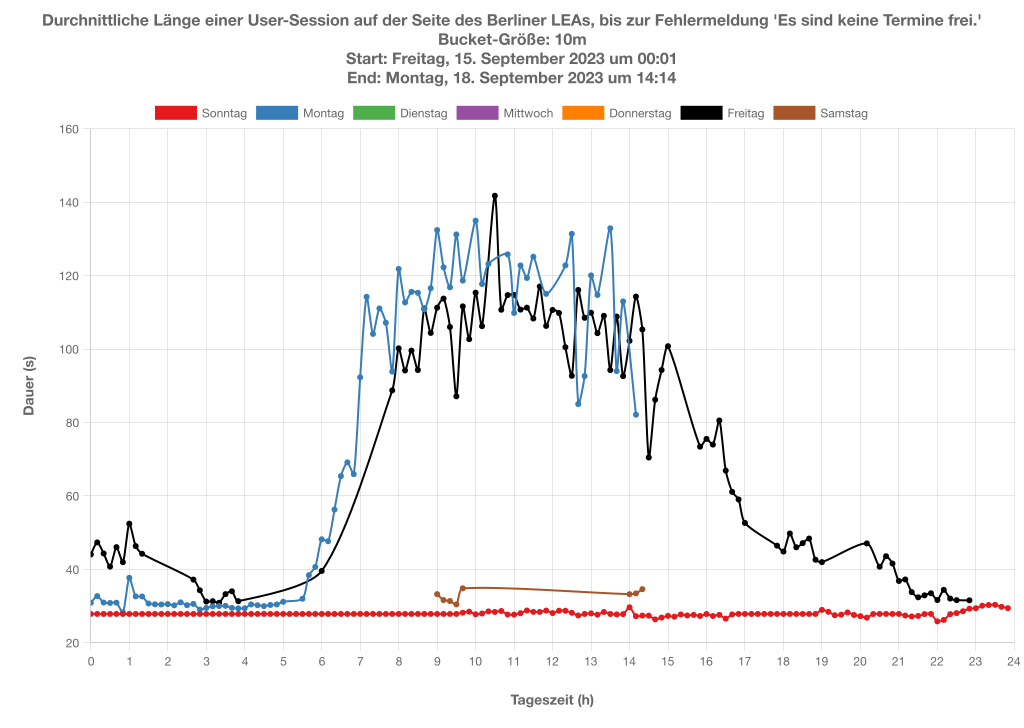 Durchnittliche Länge einer User-Session auf der Seite des Berliner LEAs, bis zur Fehlermeldung 'Es sind keine Termine frei.'
Bucket-Größe: 10m
Start: Freitag, 15. September 2023 um 00:01
End: Montag, 18. September 2023 um 14:14
Sonntag Montag Dienstag Mittwoch Donnerstag Freitag Samstag
160
140
120
100
80
60
40
20
Dauer (s)
0 1 2 3 4 5 6 7 8 9 10 11 12 13 14 15 16 17 18 19 20 21 22 23 24
Tageszeit (h)